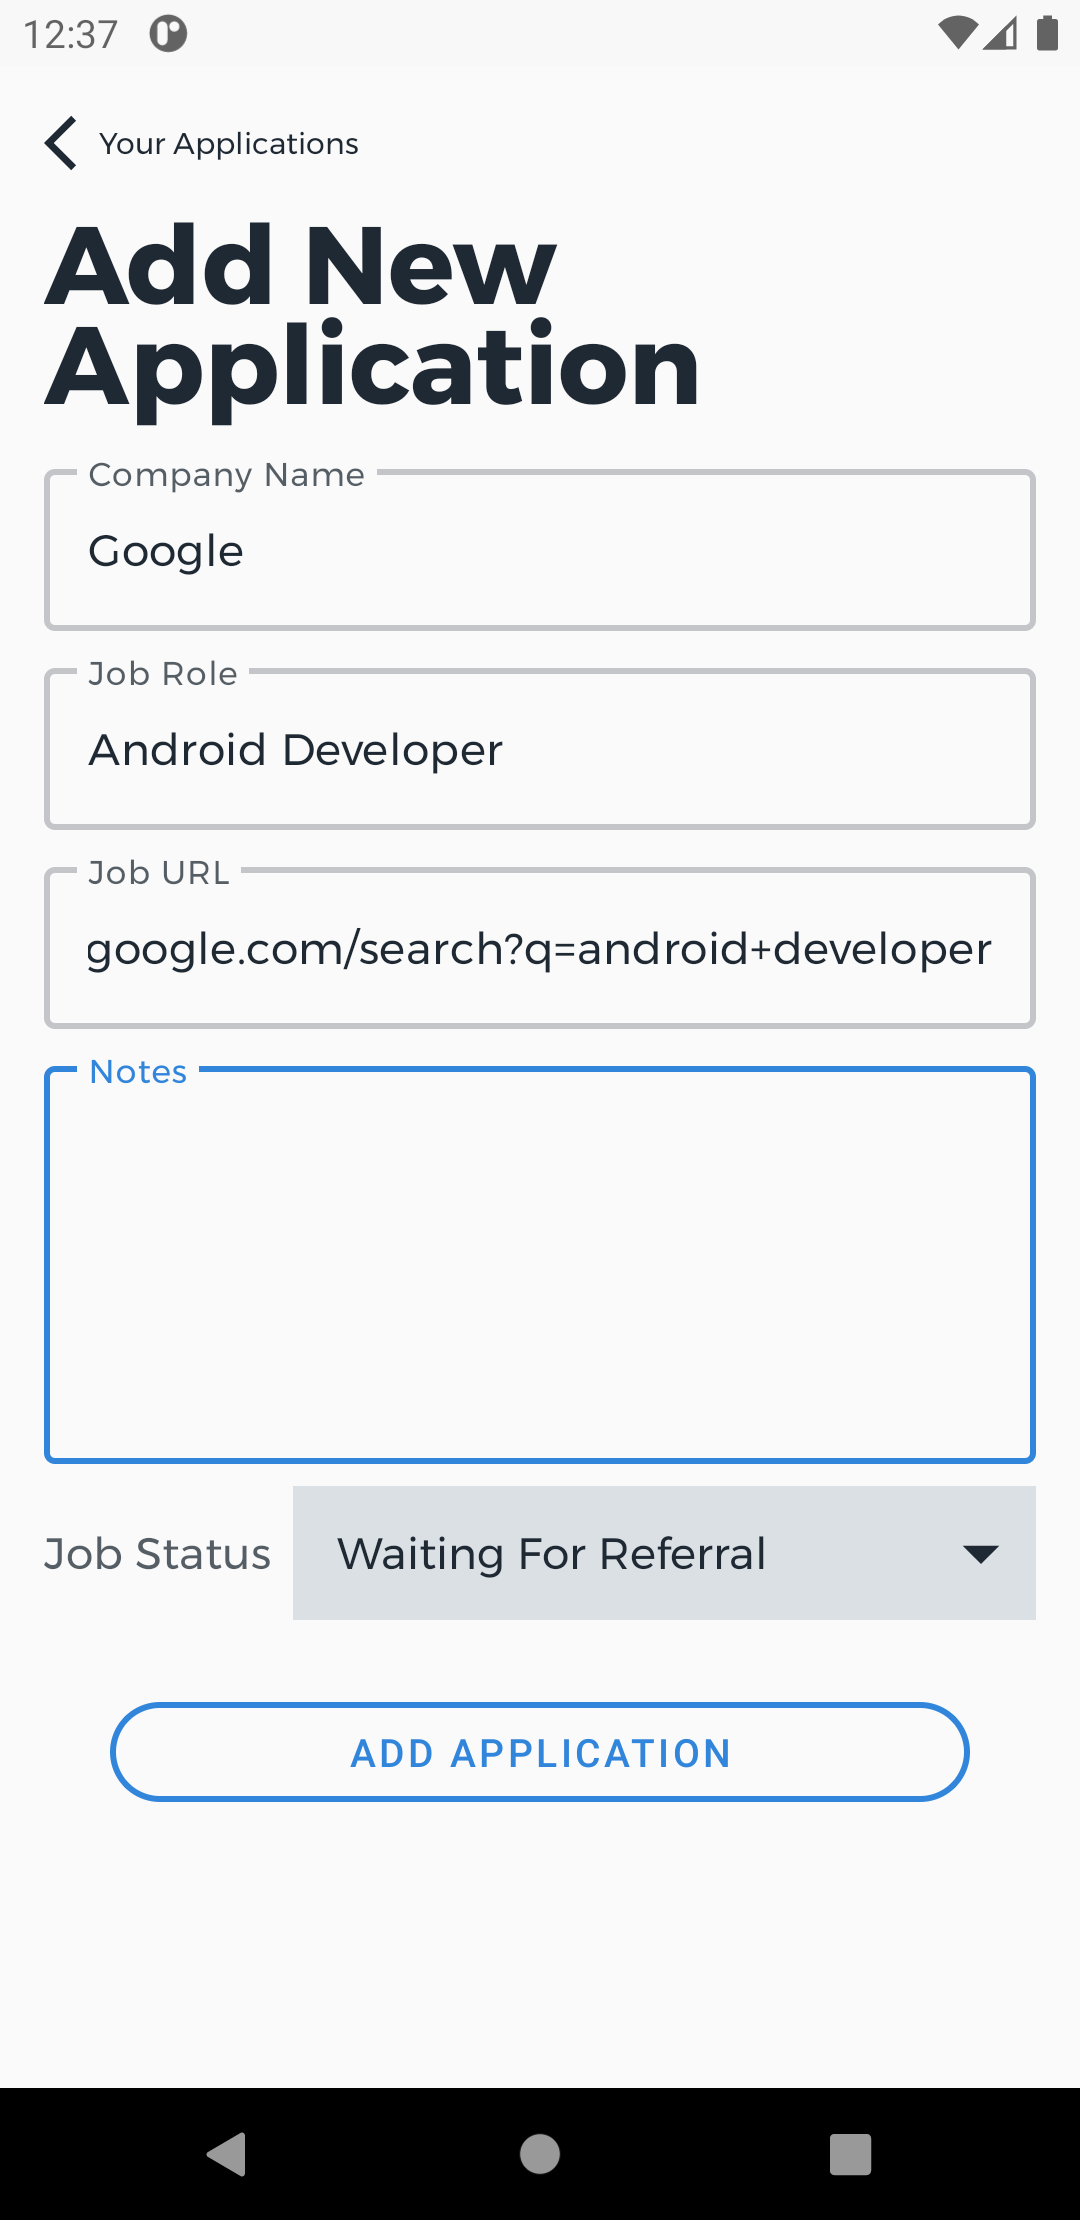 12:37
Your Applications
Add New
Application
Company Name
Google
Job Role
Android Developer
Job URL
google.com/search?q=android+developer
Notes
Job Status
Waiting For Referral
ADD APPLICATION